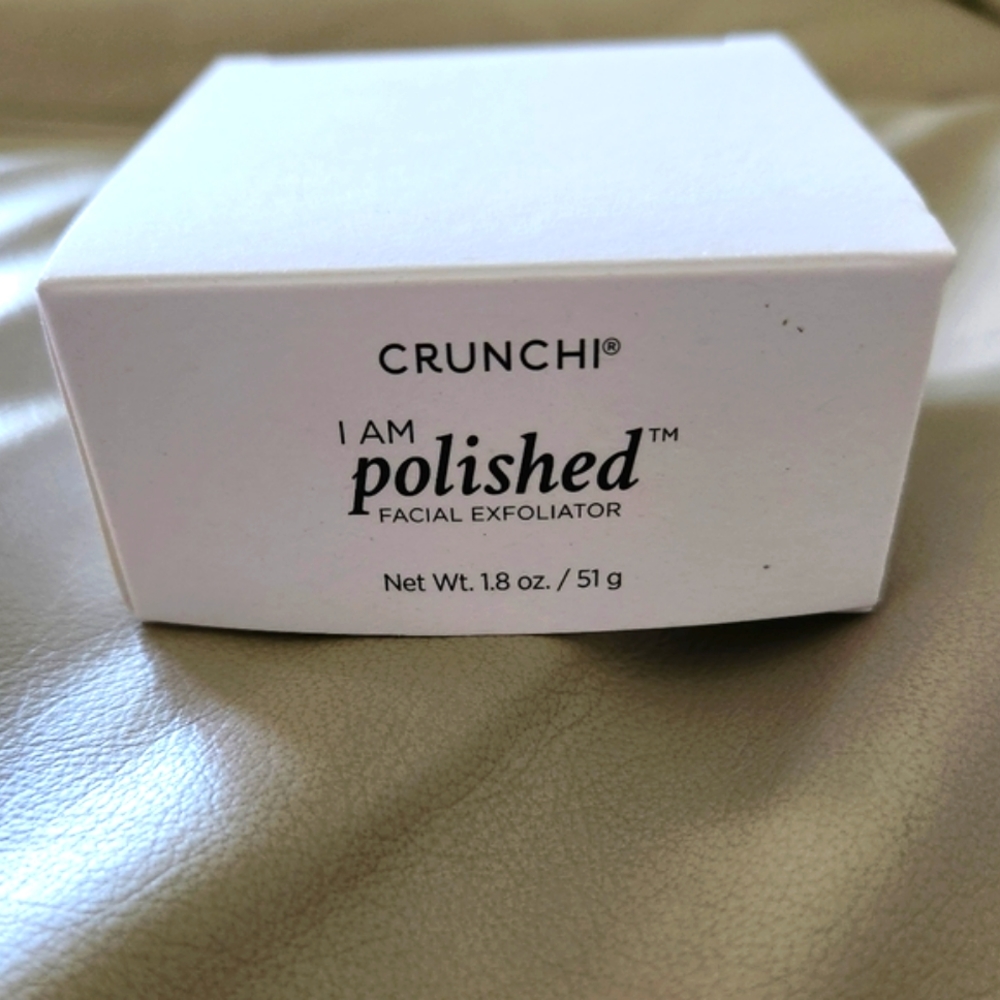 CRUNCHI®
I AM
polished™
FACIAL EXFOLIATOR
Net Wt. 1.8 oz. / 51 g